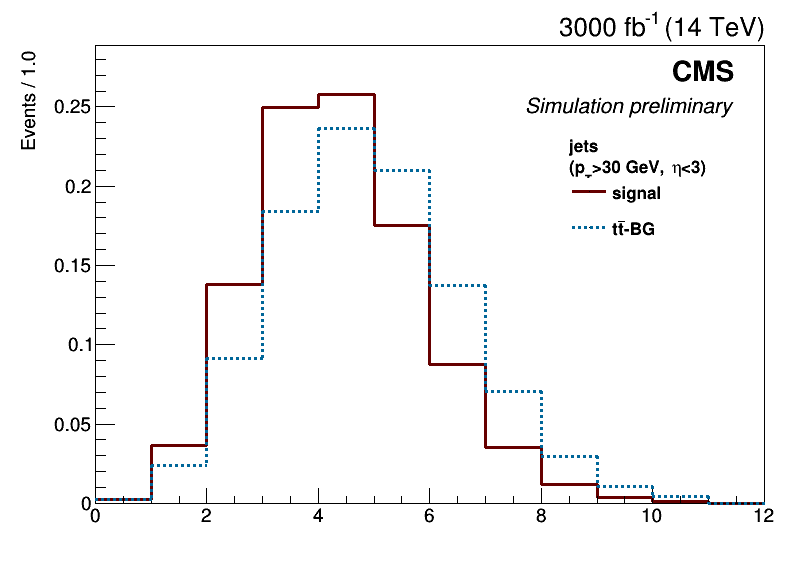 3000 fb⁻¹ (14 TeV)
Events / 1.0
CMS
Simulation preliminary
jets
(p_T>30 GeV, η<3)
signal
tt̄-BG
0.25
0.2
0.15
0.1
0.05
0
0 2 4 6 8 10 12